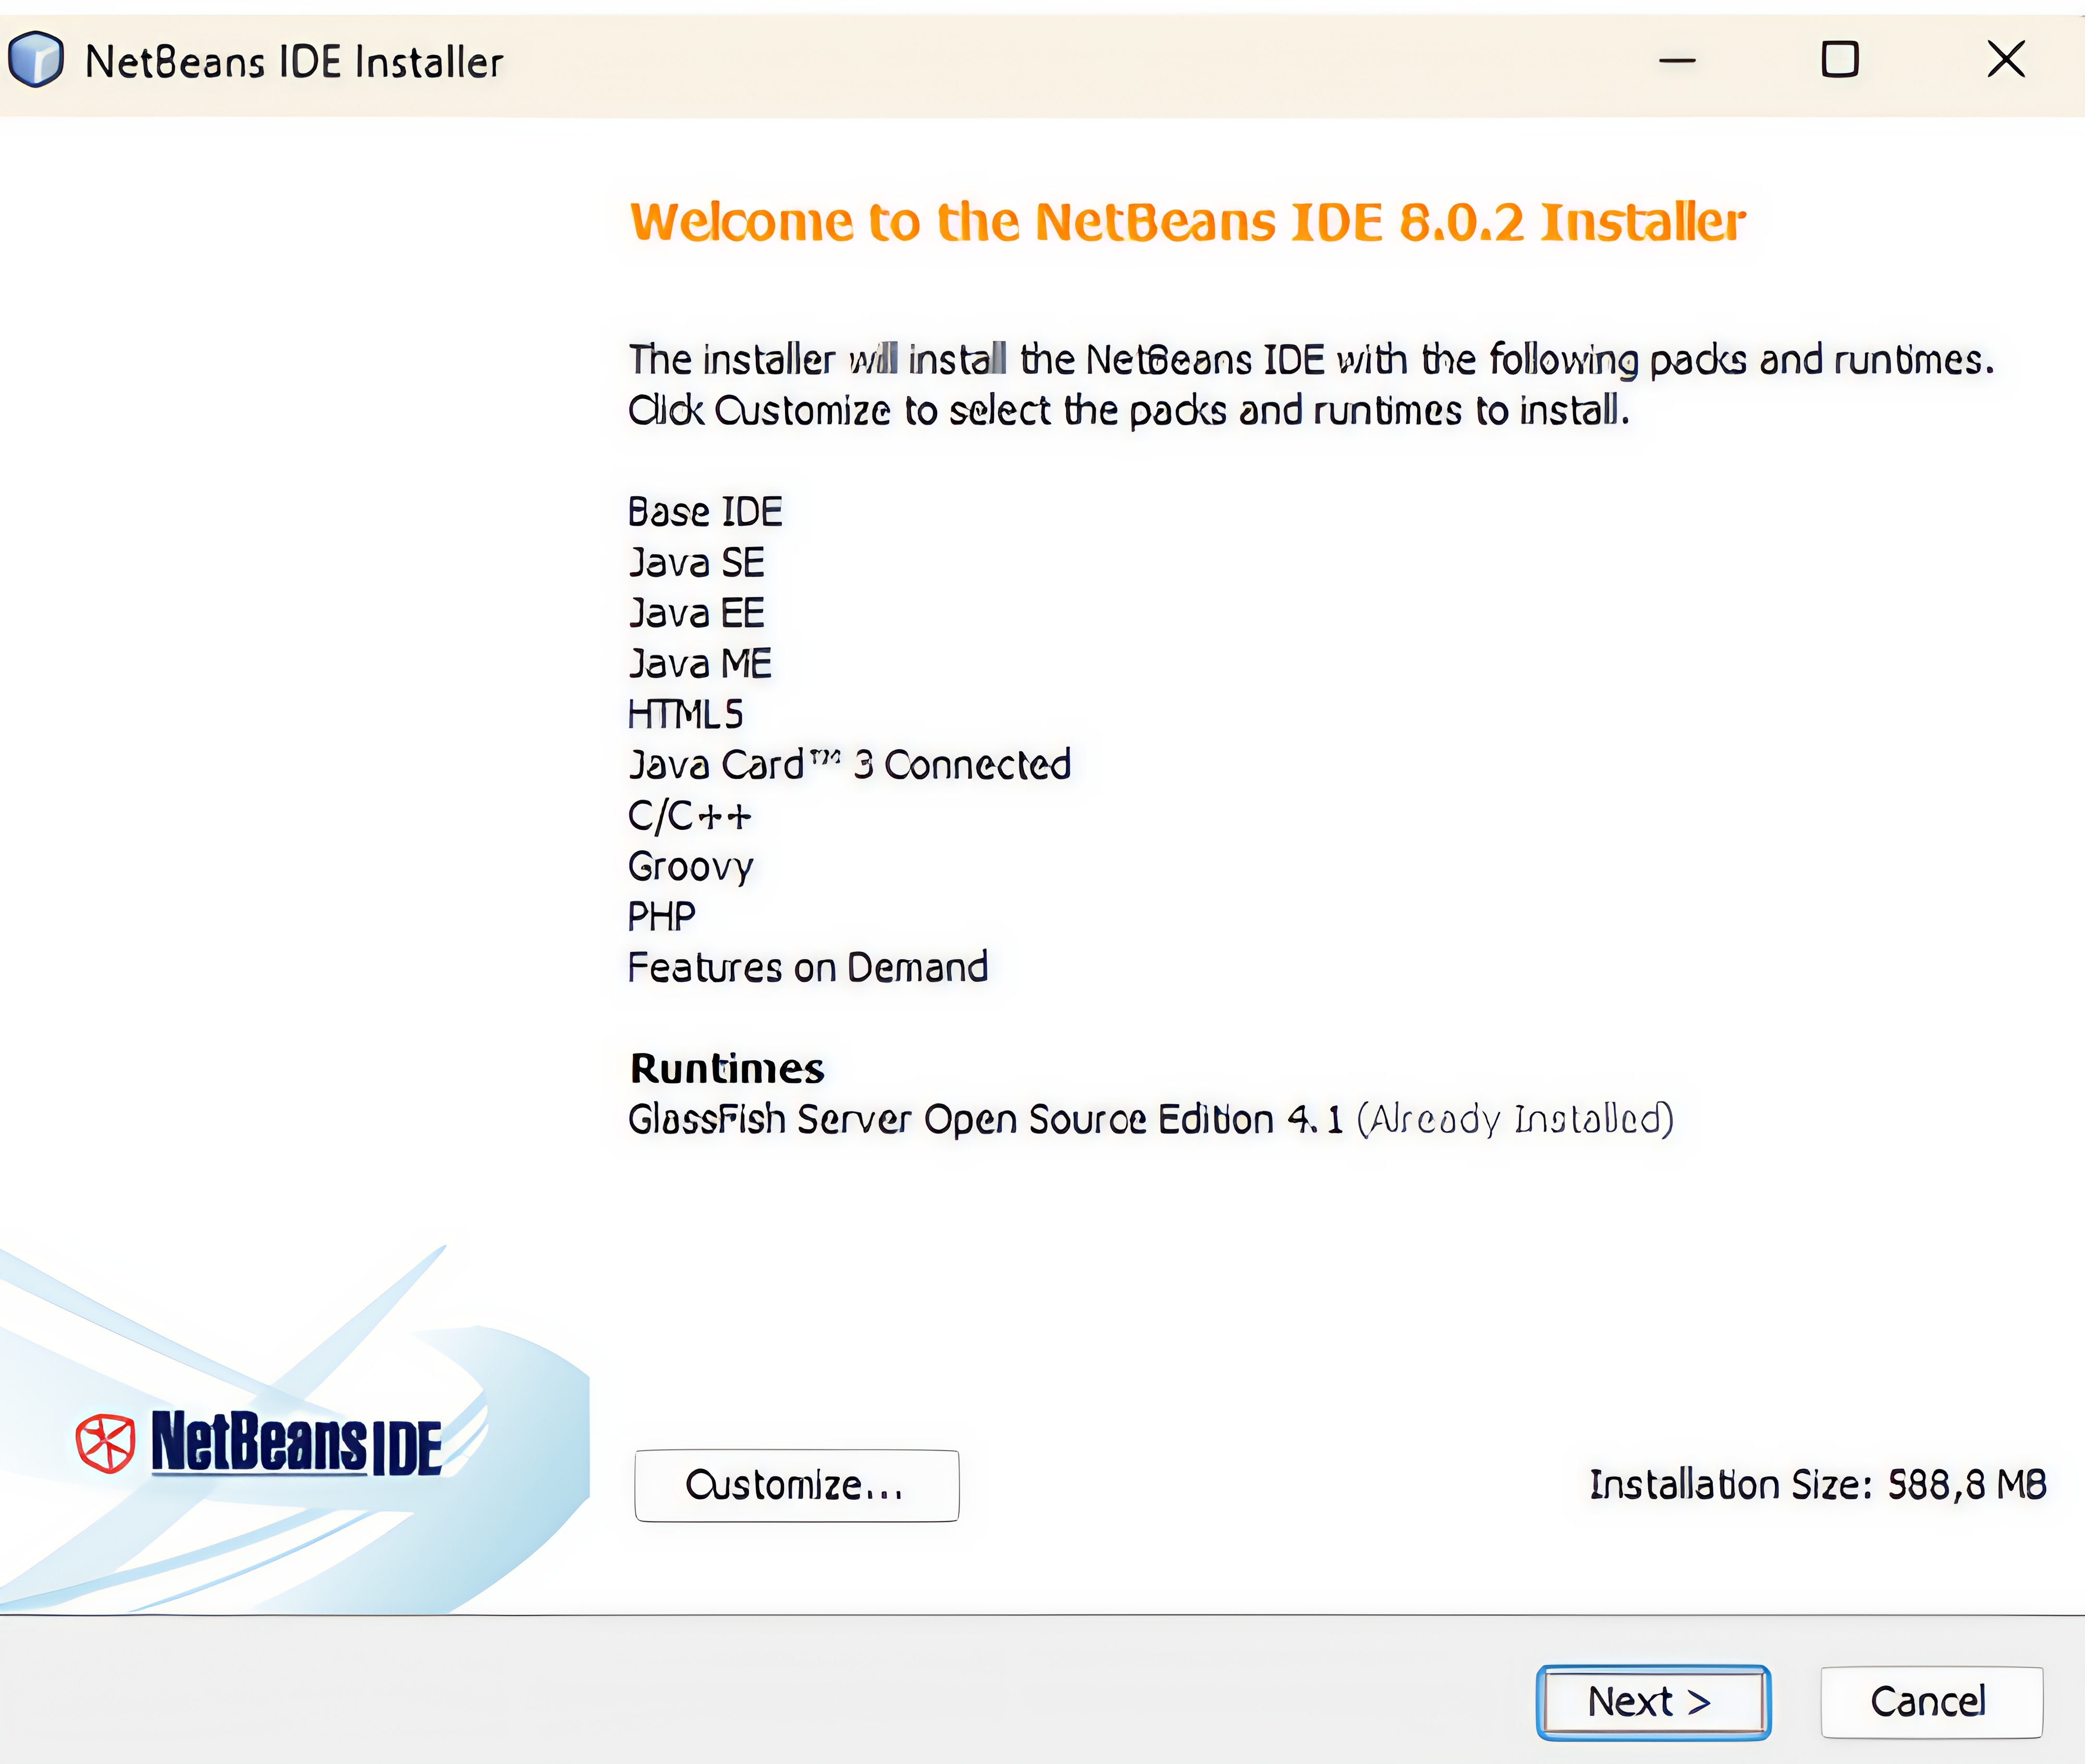 NetBeans IDE Installer
Welcome to the NetBeans IDE 8.0.2 Installer
The installer will install the NetBeans IDE with the following packs and runtimes.
Click Customize to select the packs and runtimes to install.
Base IDE
Java SE
Java EE
Java ME
HTML5
Java Card™ 3 Connected
C/C++
Groovy
PHP
Features on Demand
Runtimes
GlassFish Server Open Source Edition 4.1 (Already Installed)
NetBeans IDE
Customize...
Installation Size: 588,8 MB
Next >
Cancel